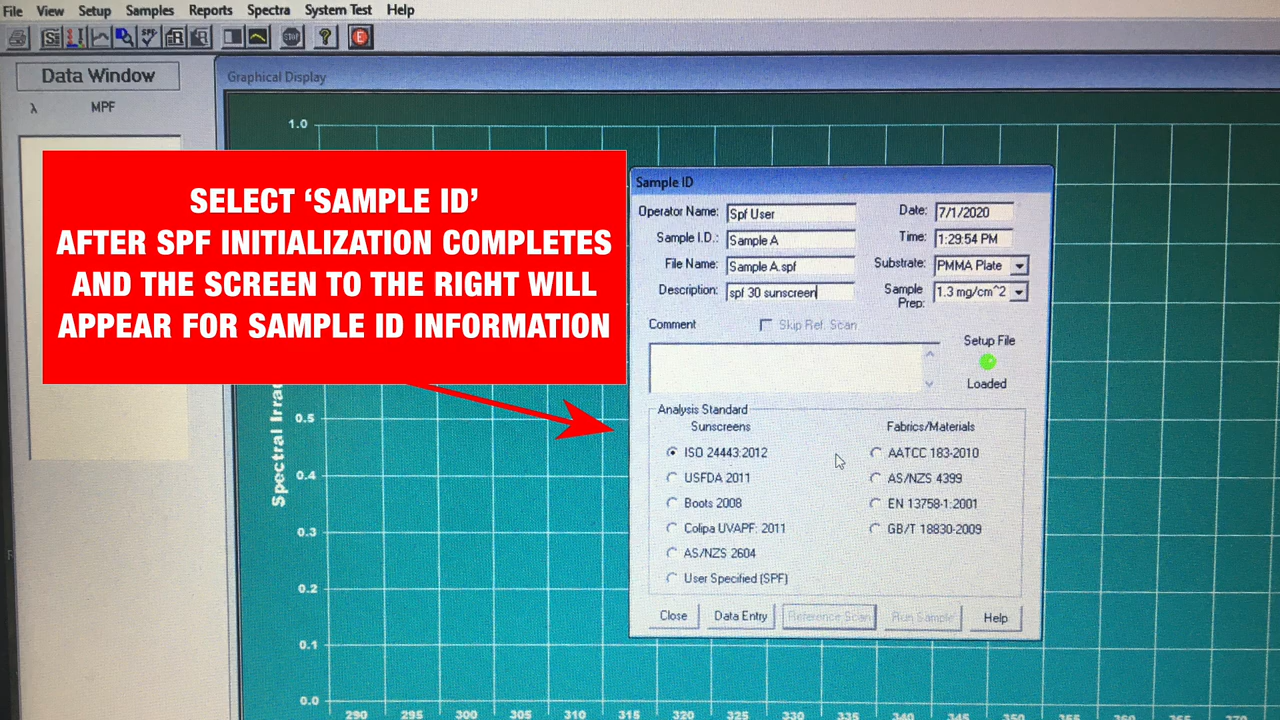 File View Setup Samples Reports Spectra System Test Help
Data Window
λ MPF
Graphical Display
1.0
SELECT ‘SAMPLE ID’
AFTER SPF INITIALIZATION COMPLETES
AND THE SCREEN TO THE RIGHT WILL
APPEAR FOR SAMPLE ID INFORMATION
Sample ID
Operator Name: Spf User Date: 7/1/2020
Sample I.D.: Sample A Time: 1:29:54 PM
File Name: Sample A.spf Substrate: PMMA Plate
Description: spf 30 sunscreen Sample Prep: 1.3 mg/cm^2
Comment Skip Ref. Scan
Setup File
Loaded
Analysis Standard
Sunscreens Fabrics/Materials
ISO 24443:2012 AATCC 183-2010
USFDA 2011 AS/NZS 4399
Boots 2008 EN 13758-1:2001
Colipa UVAPF: 2011 GB/T 18830-2009
AS/NZS 2604
User Specified (SPF)
Close Data Entry Reference Scan Run Sample Help
Spectral
0.5
0.4
0.3
0.2
0.1
0.0
290 295 300 305 310 315 320 325 330 335 340 345 350 355 360 365 370